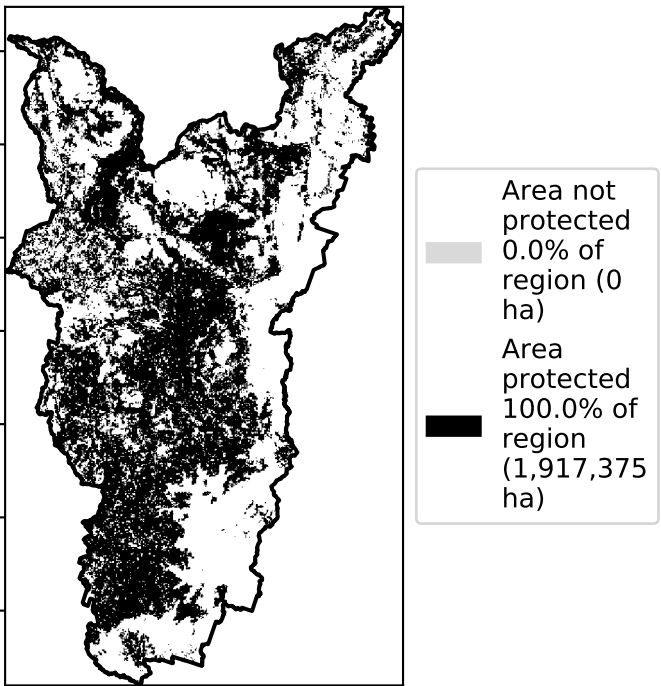 Area not
protected
0.0% of
region (0
ha)
Area
protected
100.0% of
region
(1,917,375
ha)